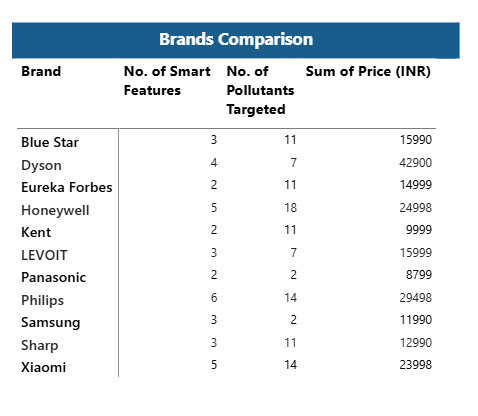 Brands Comparison
Brand No. of Smart Features No. of Pollutants Targeted Sum of Price (INR)
Blue Star 3 11 15990
Dyson 4 7 42900
Eureka Forbes 2 11 14999
Honeywell 5 18 24998
Kent 2 11 9999
LEVOIT 3 7 15999
Panasonic 2 2 8799
Philips 6 14 29498
Samsung 3 2 11990
Sharp 3 11 12990
Xiaomi 5 14 23998